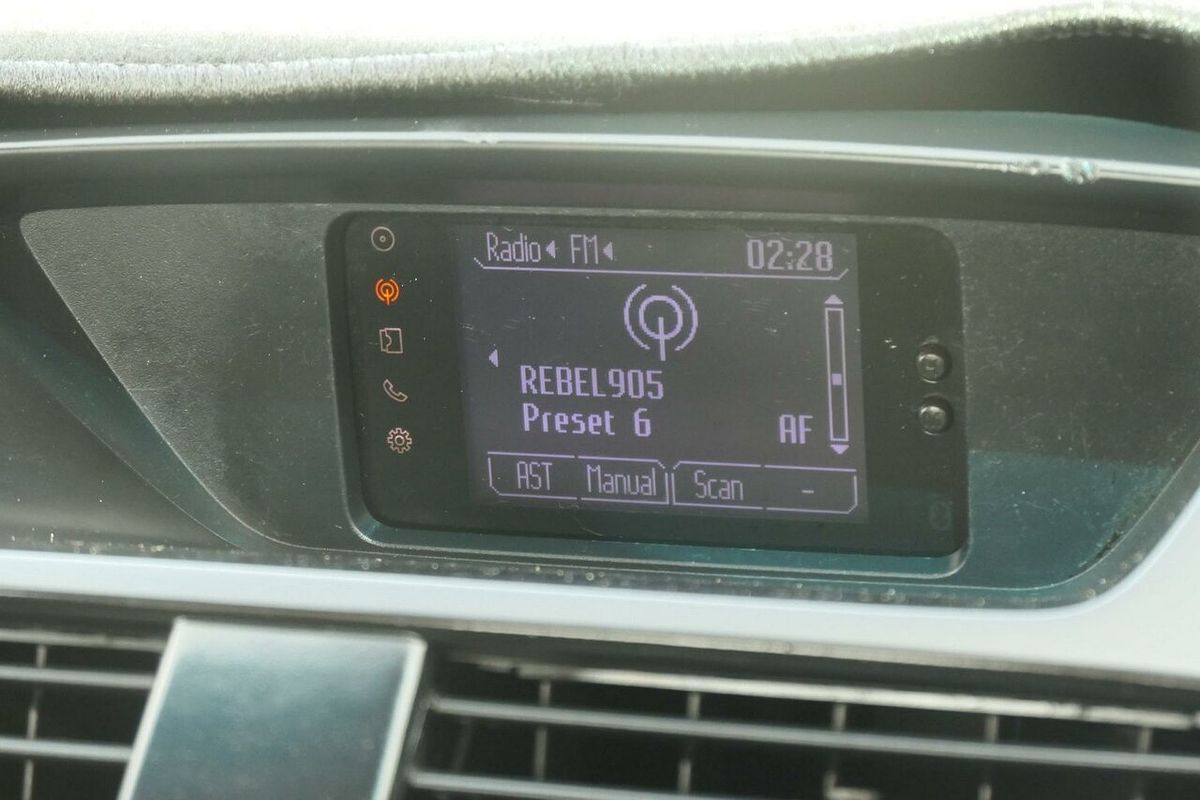 Radio FM 02:28
REBEL905
Preset 6 AF
AST Manual Scan -